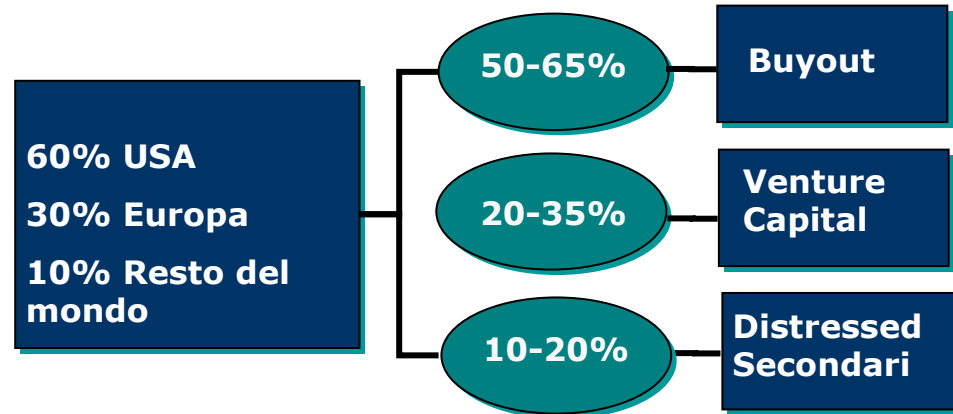 60% USA
30% Europa
10% Resto del
mondo
50-65%
Buyout
20-35%
Venture
Capital
10-20%
Distressed
Secondari